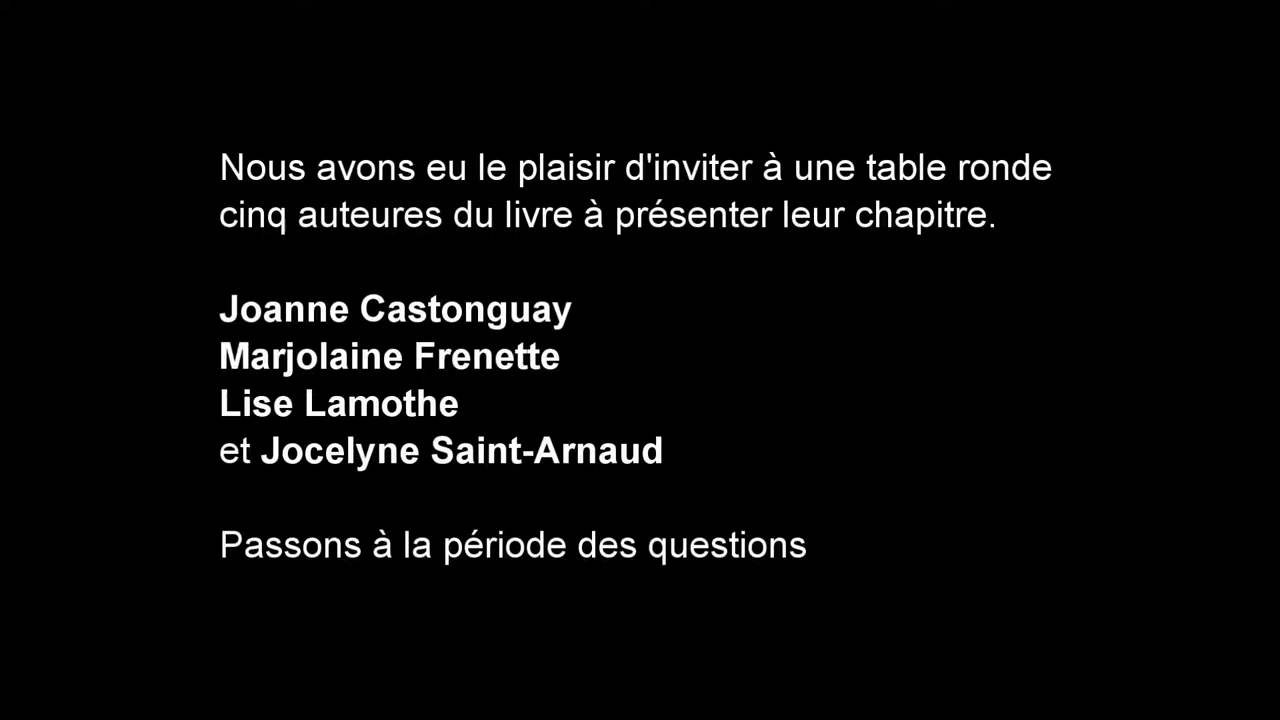 Nous avons eu le plaisir d'inviter à une table ronde
cinq auteures du livre à présenter leur chapitre.
Joanne Castonguay
Marjolaine Frenette
Lise Lamothe
et Jocelyne Saint-Arnaud
Passons à la période des questions